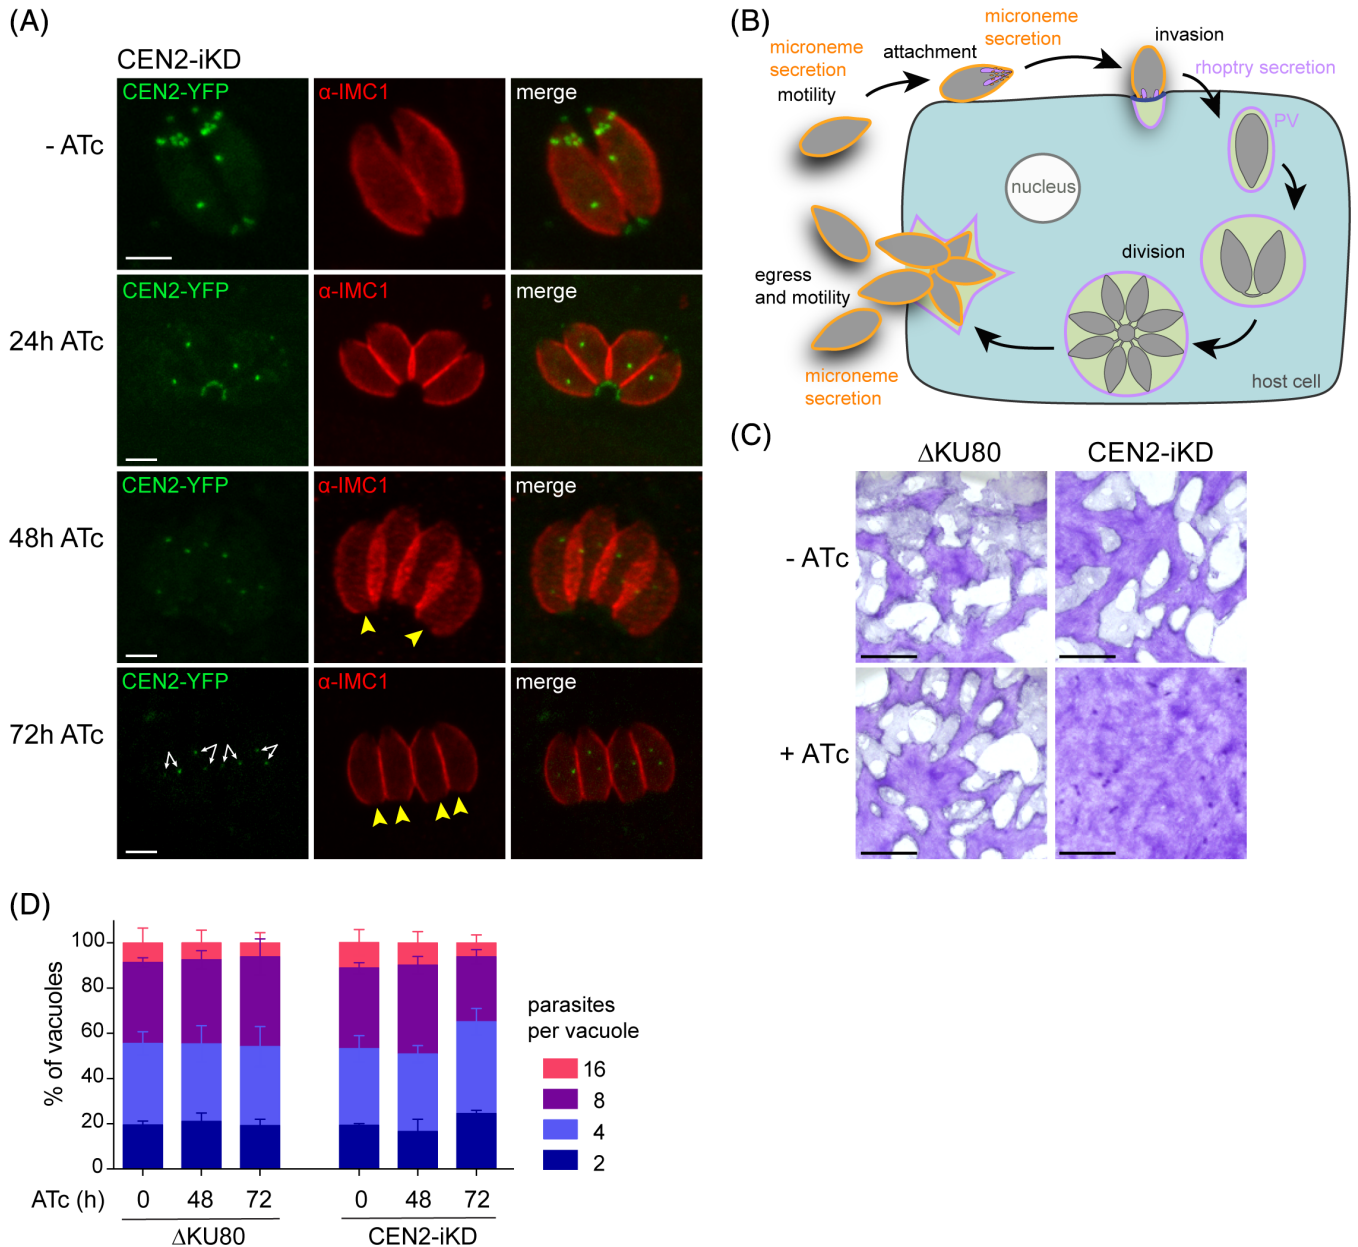 (A)
CEN2-iKD
CEN2-YFP
α-IMC1
merge
- ATc
CEN2-YFP
α-IMC1
merge
24h ATc
CEN2-YFP
α-IMC1
merge
48h ATc
CEN2-YFP
α-IMC1
merge
72h ATc
(B)
microneme
secretion
motility
attachment
microneme
secretion
invasion
rhoptry secretion
PV
nucleus
division
egress
and motility
microneme
secretion
host cell
(C)
ΔKU80
CEN2-iKD
- ATc
+ ATc
(D)
% of vacuoles
100
80
60
40
20
0
ATc (h)
0
48
72
0
48
72
ΔKU80
CEN2-iKD
parasites
per vacuole
16
8
4
2